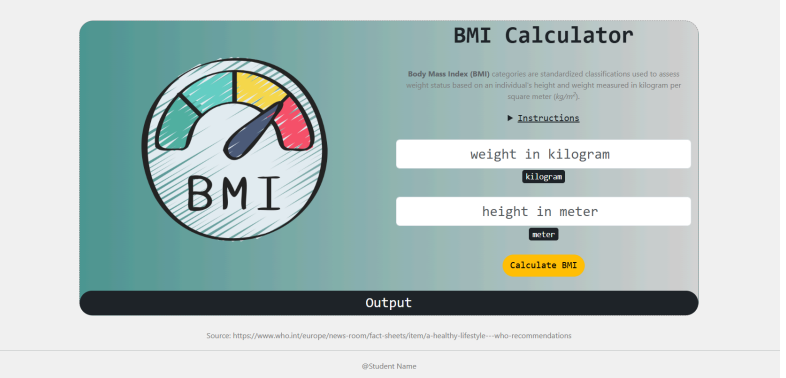 BMI Calculator
Body Mass Index (BMI) categories are standardized classifications used to assess
weight status based on an individual's height and weight measured in kilogram per
square meter (kg/m²).
▶ Instructions
BMI
weight in kilogram
kilogram
height in meter
meter
Calculate BMI
Output
Source: https://www.who.int/europe/news-room/fact-sheets/item/a-healthy-lifestyle---who-recommendations
@Student Name